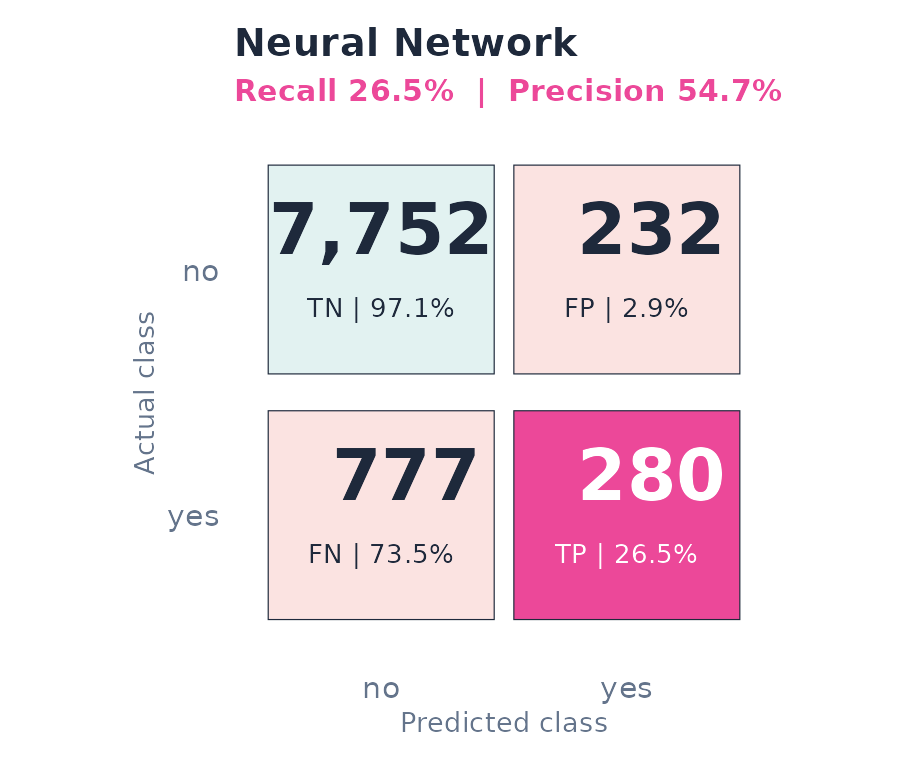 Neural Network
Recall 26.5% | Precision 54.7%
7,752
232
no
TN | 97.1%
FP | 2.9%
Actual class
777
280
yes
FN | 73.5%
TP | 26.5%
no
yes
Predicted class